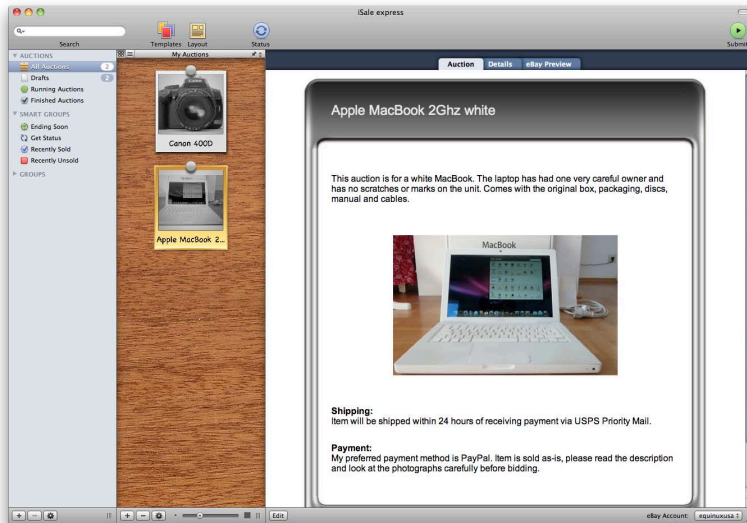 iSale express
Search
Templates
Layout
Status
Submit
AUCTIONS
All Auctions 2
Drafts 2
Running Auctions
Finished Auctions
SMART GROUPS
Ending Soon
Get Status
Recently Sold
Recently Unsold
GROUPS
My Auctions
Canon 400D
Apple MacBook 2...
Auction
Details
eBay Preview
Apple MacBook 2Ghz white
This auction is for a white MacBook. The laptop has had one very careful owner and
has no scratches or marks on the unit. Comes with the original box, packaging, discs,
manual and cables.
MacBook
Shipping:
Item will be shipped within 24 hours of receiving payment via USPS Priority Mail.
Payment:
My preferred payment method is PayPal. Item is sold as-is, please read the description
and look at the photographs carefully before bidding.
Edit
eBay Account: equinuxusa